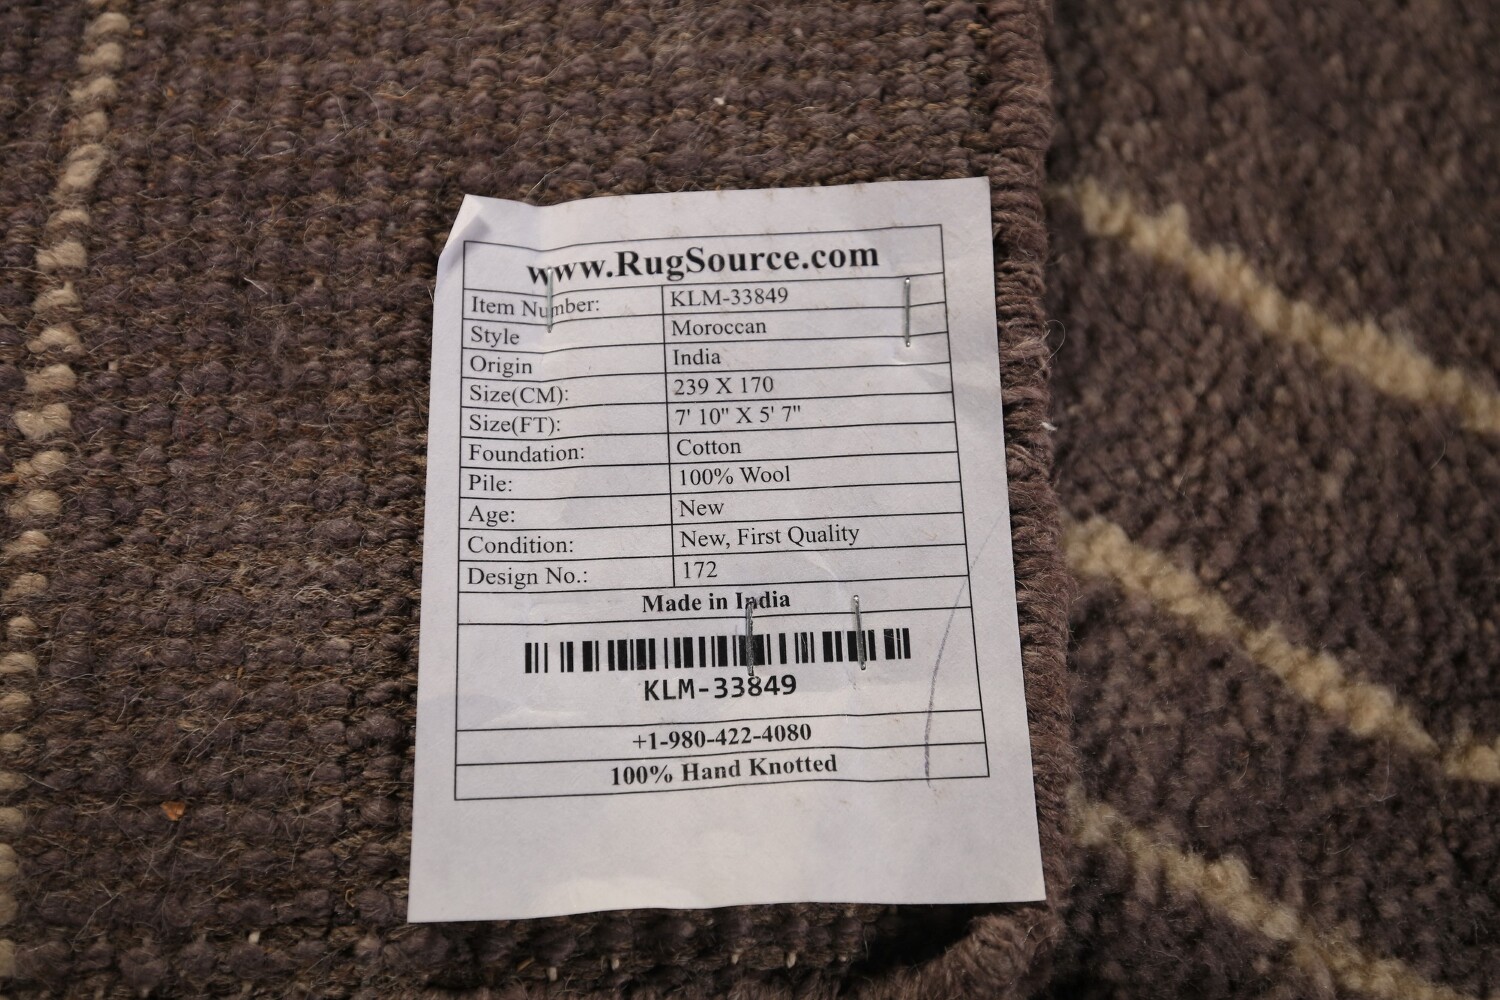 www.RugSource.com
Item Number: KLM-33849
Style Moroccan
Origin India
Size(CM): 239 X 170
Size(FT): 7' 10" X 5' 7"
Foundation: Cotton
Pile: 100% Wool
Age: New
Condition: New, First Quality
Design No.: 172
Made in India
KLM-33849
+1-980-422-4080
100% Hand Knotted